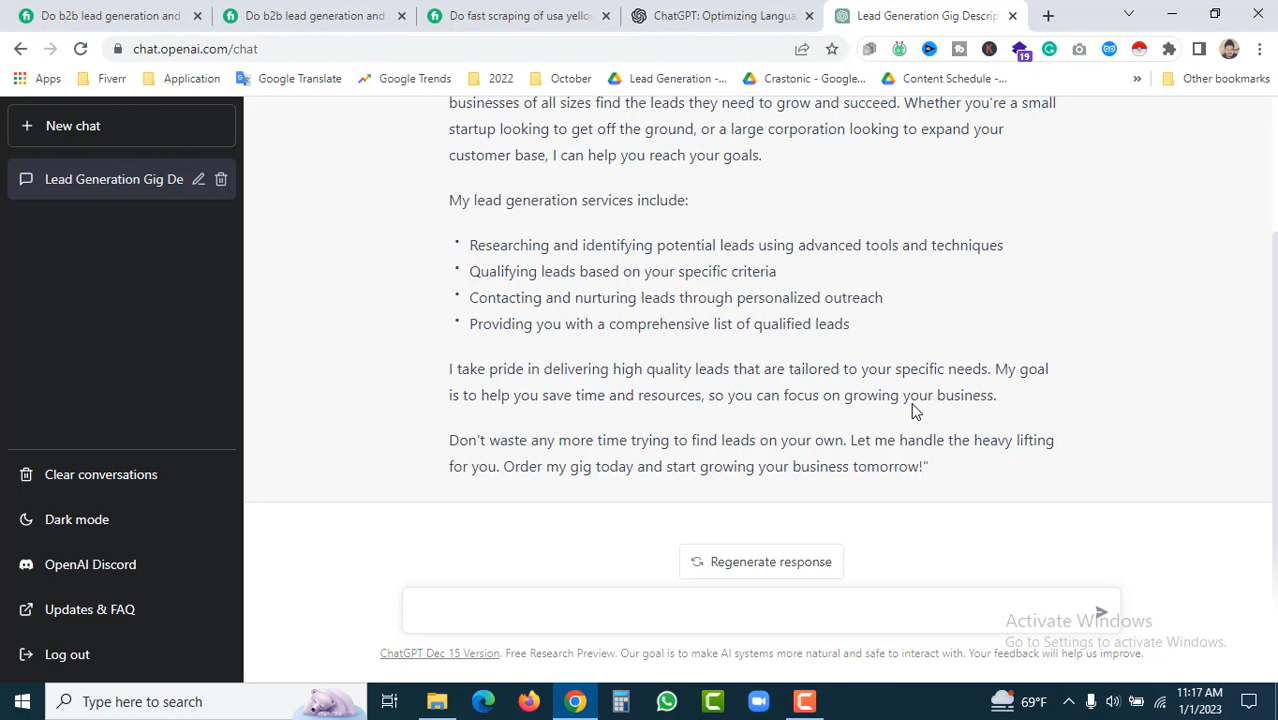 Do b2b lead generation and
Do b2b lead generation and
Do fast scraping of usa yellow
ChatGPT: Optimizing Langua
Lead Generation Gig Descrip
chat.openai.com/chat
19
Apps
Fiverr
Application
Google Translate
Google Trends
2022
October
Lead Generation -...
Crastonic - Google...
Content Schedule -...
Other bookmarks
New chat
Lead Generation Gig De
Clear conversations
Dark mode
OpenAI Discord
Updates & FAQ
Log out
businesses of all sizes find the leads they need to grow and succeed. Whether you're a small
startup looking to get off the ground, or a large corporation looking to expand your
customer base, I can help you reach your goals.
My lead generation services include:
• Researching and identifying potential leads using advanced tools and techniques
• Qualifying leads based on your specific criteria
• Contacting and nurturing leads through personalized outreach
• Providing you with a comprehensive list of qualified leads
I take pride in delivering high quality leads that are tailored to your specific needs. My goal
is to help you save time and resources, so you can focus on growing your business.
Don't waste any more time trying to find leads on your own. Let me handle the heavy lifting
for you. Order my gig today and start growing your business tomorrow!"
Regenerate response
Activate Windows
Go to Settings to activate Windows.
ChatGPT Dec 15 Version. Free Research Preview. Our goal is to make AI systems more natural and safe to interact with. Your feedback will help us improve.
Type here to search
69°F
11:17 AM
1/1/2023